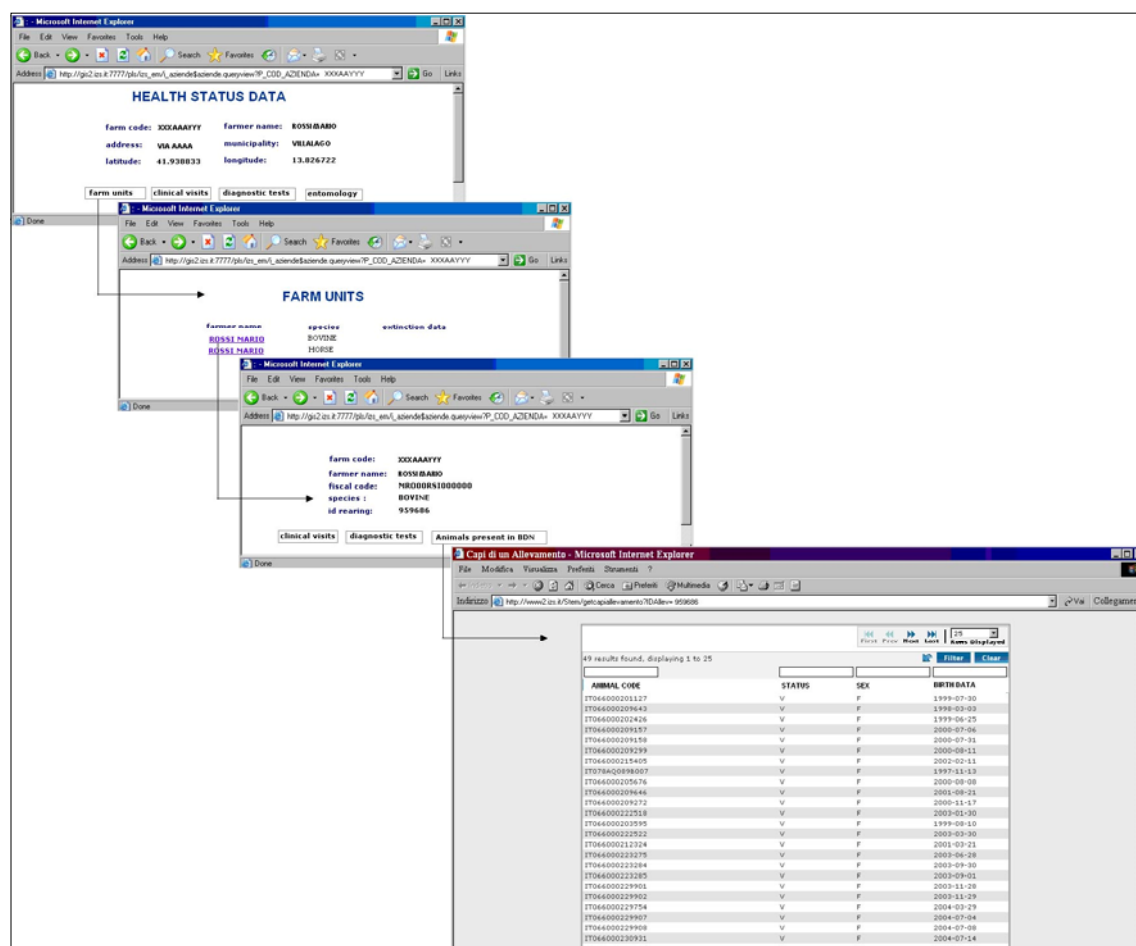 : - Microsoft Internet Explorer
File Edit View Favorites Tools Help
Back Search Favorites
Address http://gis2.izs.it:7777/pls/izs_em/i_aziende$aziende.queryview?P_COD_AZIENDA= XXXAAYYY Go Links
HEALTH STATUS DATA
farm code: XXXAAAYYY farmer name: ROSSI MARIO
address: VIA AAAA municipality: VILLALAGO
latitude: 41.938833 longitude: 13.826722
farm units clinical visits diagnostic tests entomology
Done
: - Microsoft Internet Explorer
File Edit View Favorites Tools Help
Back Search Favorites
Address http://gis2.izs.it:7777/pls/izs_em/i_aziende$aziende.queryview?P_COD_AZIENDA= XXXAAYYY Go Links
FARM UNITS
farmer name species extinction data
ROSSI MARIO BOVINE
ROSSI MARIO HORSE
Done
: - Microsoft Internet Explorer
File Edit View Favorites Tools Help
Back Search Favorites
Address http://gis2.izs.it:7777/pls/izs_em/i_aziende$aziende.queryview?P_COD_AZIENDA= XXXAAYYY Go Links
farm code: XXXAAAYYY
farmer name: ROSSI MARIO
fiscal code: MRO00RSI000000
species : BOVINE
id rearing: 959686
clinical visits diagnostic tests Animals present in BDN
Done
Capi di un Allevamento - Microsoft Internet Explorer
File Modifica Visualizza Preferiti Strumenti ?
Indietro Cerca Preferiti Multimedia
Indirizzo http://www2.izs.it/Stem/getcapiallevamento?IDAllev= 959686 Vai Collegamen
First Prev Next Last 25 Rows Displayed
49 results found, displaying 1 to 25 Filter Clear
ANIMAL CODE STATUS SEX BIRTH DATA
IT066000201127 V F 1999-07-30
IT066000209643 V F 1998-03-03
IT066000202426 V F 1999-06-25
IT066000209157 V F 2000-07-06
IT066000209158 V F 2000-07-31
IT066000209299 V F 2000-08-11
IT066000215405 V F 2002-02-11
IT078AQ0898007 V F 1997-11-13
IT066000205676 V F 2000-08-08
IT066000209646 V F 2001-08-21
IT066000209272 V F 2000-11-17
IT066000222518 V F 2003-01-30
IT066000203595 V F 1999-08-10
IT066000222522 V F 2003-03-30
IT066000212324 V F 2001-03-21
IT066000223275 V F 2003-06-28
IT066000223284 V F 2003-09-30
IT066000223285 V F 2003-09-01
IT066000229901 V F 2003-11-28
IT066000229902 V F 2003-11-29
IT066000229754 V F 2004-03-29
IT066000229907 V F 2004-07-04
IT066000229908 V F 2004-07-08
IT066000230931 V F 2004-07-14